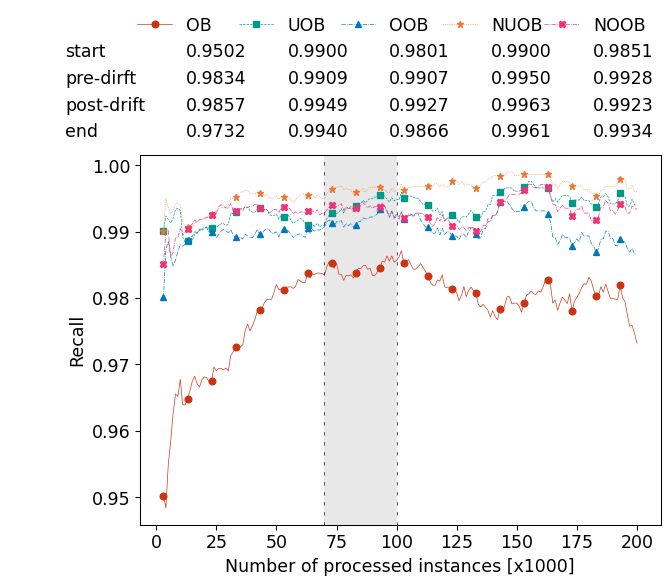 OB UOB OOB NUOB NOOB
start 0.9502 0.9900 0.9801 0.9900 0.9851
pre-dirft 0.9834 0.9909 0.9907 0.9950 0.9928
post-drift 0.9857 0.9949 0.9927 0.9963 0.9923
end 0.9732 0.9940 0.9866 0.9961 0.9934
1.00
0.99
0.98
0.97
0.96
0.95
Recall
0 25 50 75 100 125 150 175 200
Number of processed instances [x1000]